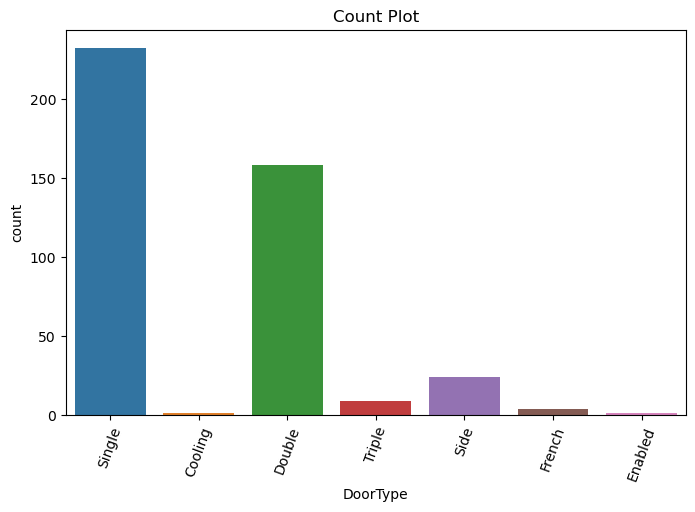 Count Plot
count
200
150
100
50
0
Single
Cooling
Double
Triple
Side
French
Enabled
DoorType